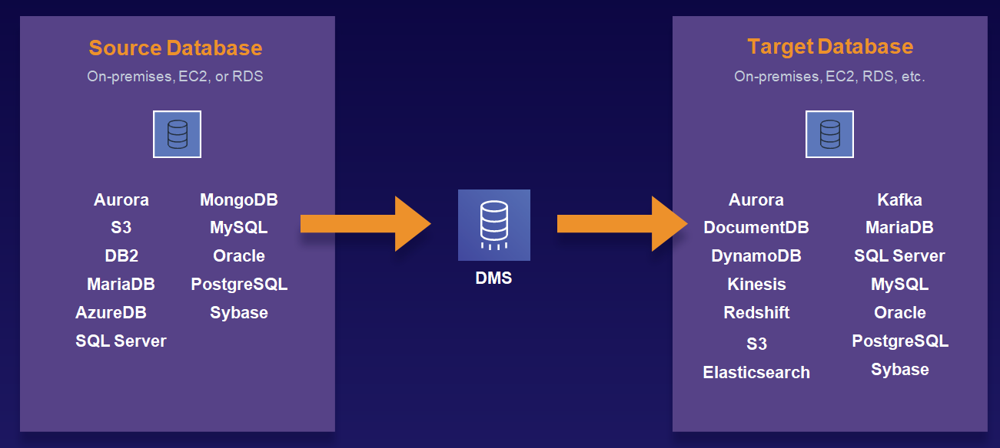 Source Database
On-premises, EC2, or RDS
Aurora
S3
DB2
MariaDB
AzureDB
SQL Server
MongoDB
MySQL
Oracle
PostgreSQL
Sybase
DMS
Target Database
On-premises, EC2, RDS, etc.
Aurora
DocumentDB
DynamoDB
Kinesis
Redshift
S3
Elasticsearch
Kafka
MariaDB
SQL Server
MySQL
Oracle
PostgreSQL
Sybase